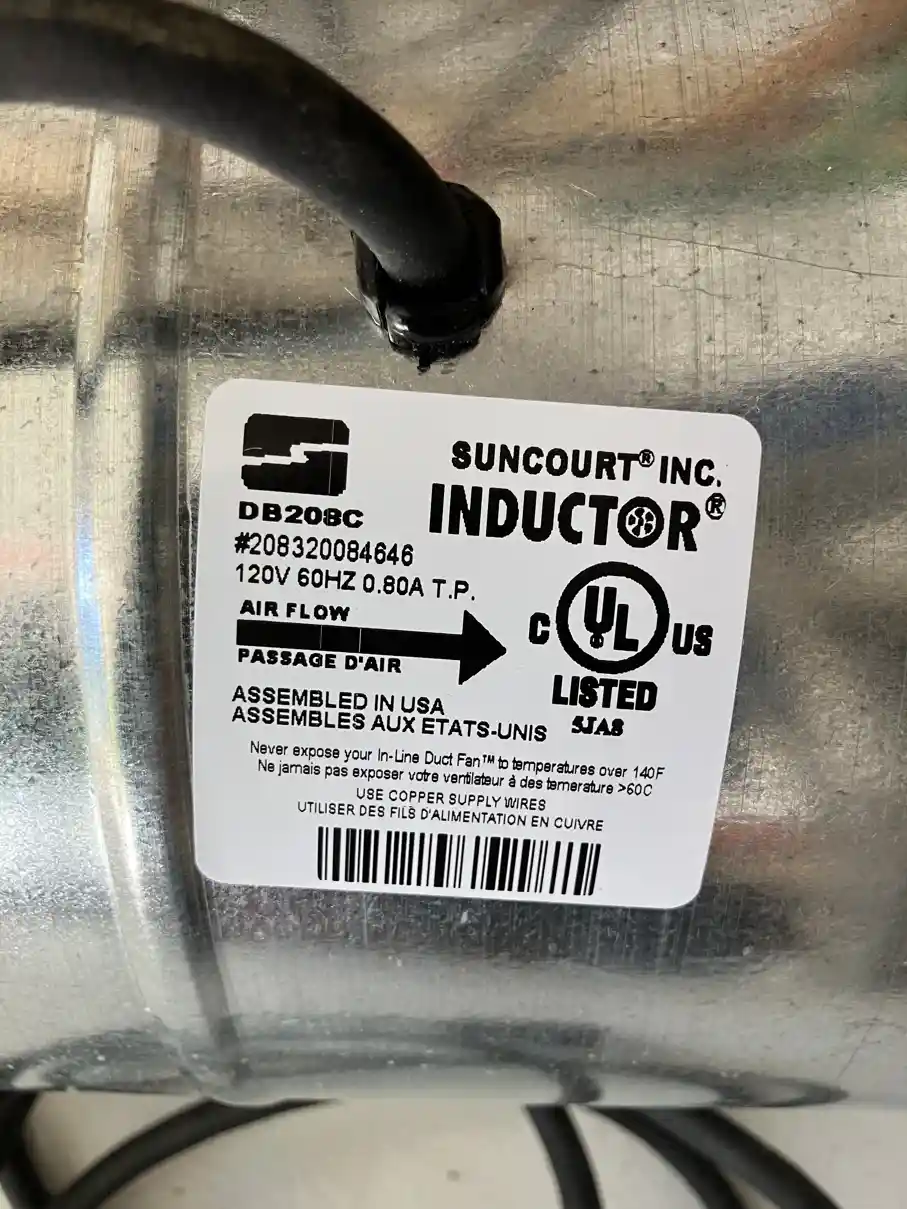 SUNCOURT® INC.
INDUCTOR®
DB208C
#208320084646
120V 60HZ 0.80A T.P.
AIR FLOW
PASSAGE D'AIR
C UL US
LISTED
5JA8
ASSEMBLED IN USA
ASSEMBLES AUX ETATS-UNIS
Never expose your In-Line Duct Fan™ to temperatures over 140F
Ne jamais pas exposer votre ventilateur à des temerature >60C
USE COPPER SUPPLY WIRES
UTILISER DES FILS D'ALIMENTATION EN CUIVRE